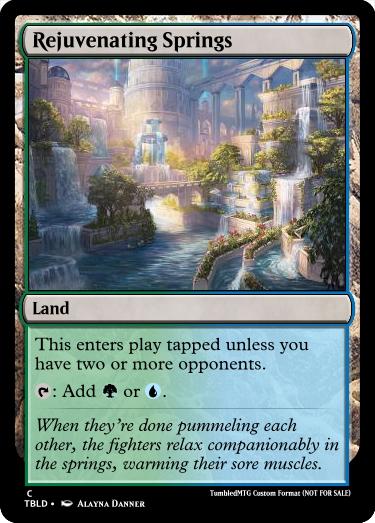 Rejuvenating Springs
Land
This enters play tapped unless you
have two or more opponents.
: Add or .
When they're done pummeling each
other, the fighters relax companionably in
the springs, warming their sore muscles.
C
TBLD • Alayna Danner
TumbledMTG Custom Format (NOT FOR SALE)